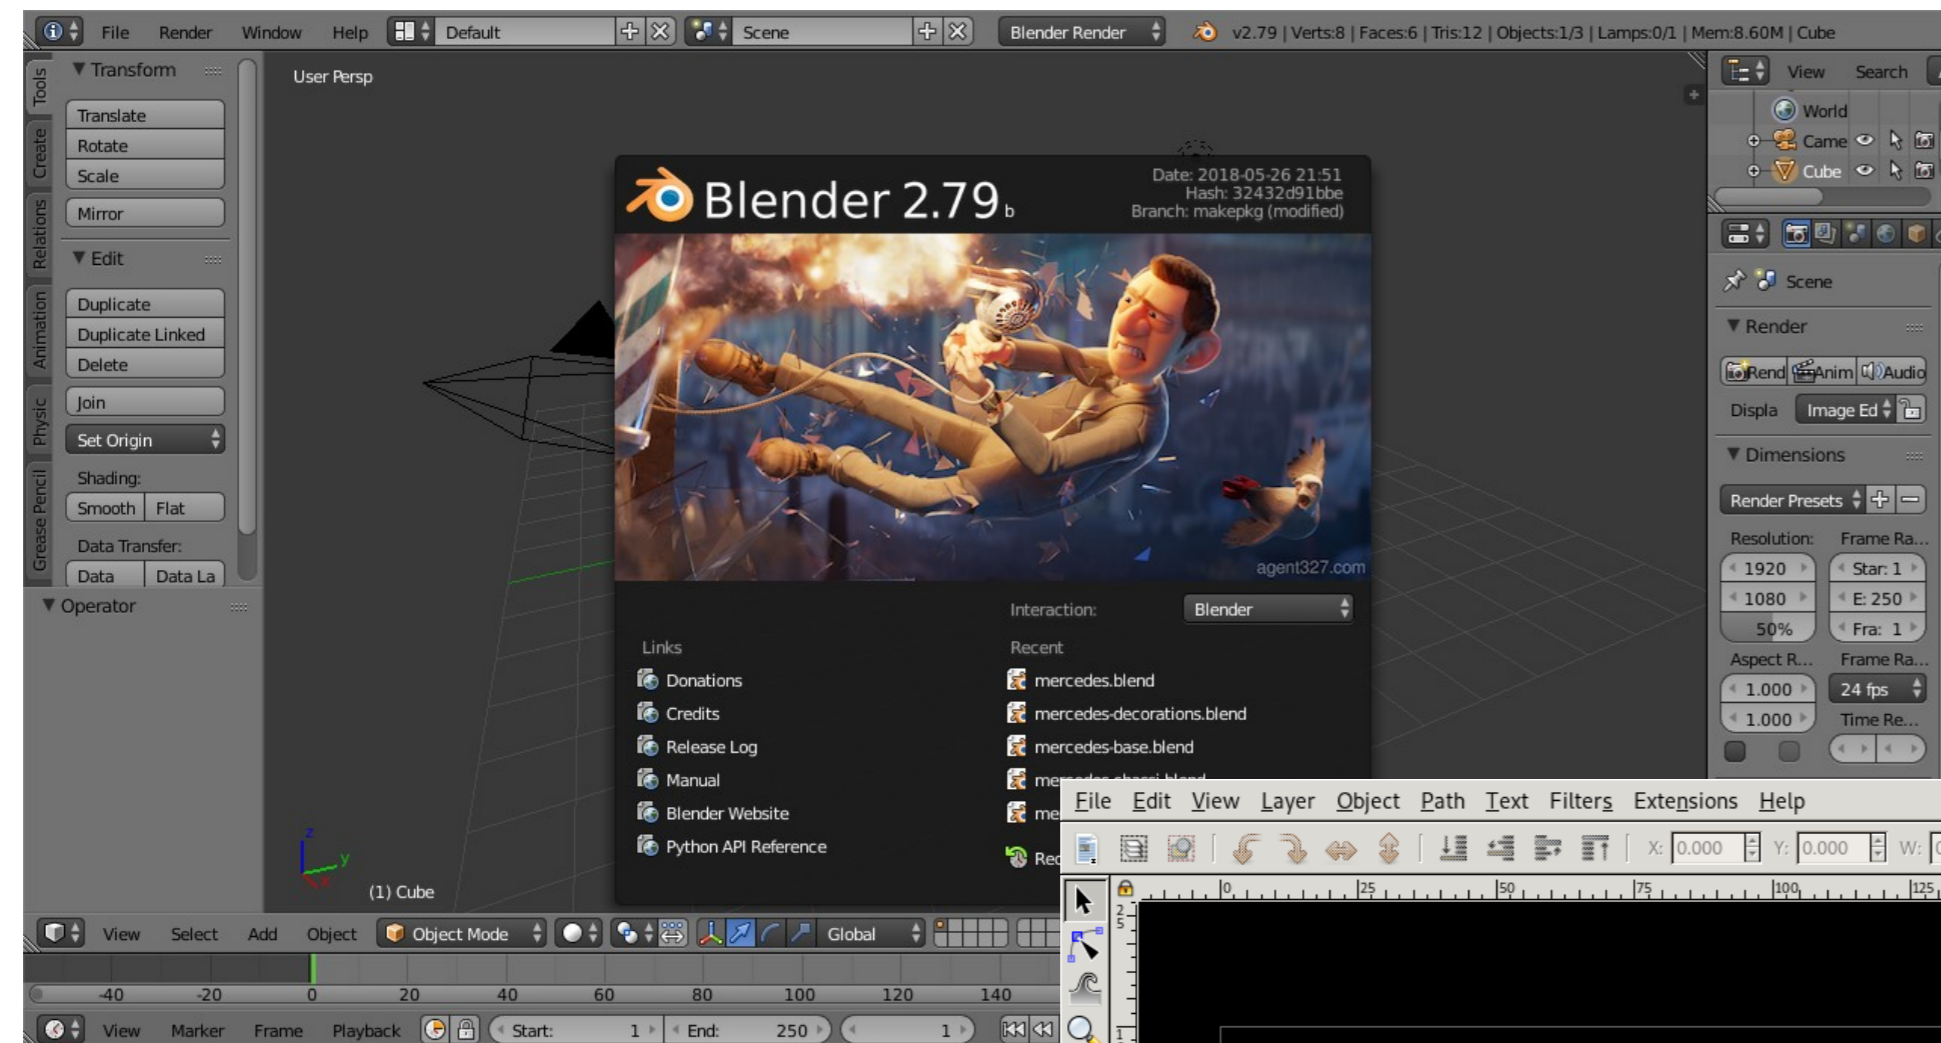 File Render Window Help Default Scene Blender Render v2.79 | Verts:8 | Faces:6 | Tris:12 | Objects:1/3 | Lamps:0/1 | Mem:8.60M | Cube
Tools
Create
Relations
Animation
Physic
Grease Pencil
Transform
Translate
Rotate
Scale
Mirror
Edit
Duplicate
Duplicate Linked
Delete
Join
Set Origin
Shading:
Smooth Flat
Data Transfer:
Data Data La
Operator
User Persp
Blender 2.79 b
Date: 2018-05-26 21:51
Hash: 32432d91bbe
Branch: makepkg (modified)
agent327.com
Interaction: Blender
Links
Donations
Credits
Release Log
Manual
Blender Website
Python API Reference
Recent
mercedes.blend
mercedes-decorations.blend
mercedes-base.blend
me
Rec
z
y
x
(1) Cube
View Search
World
Came
Cube
Scene
Render
Rend Anim Audio
Displa Image Ed
Dimensions
Render Presets
Resolution: Frame Ra...
1920 Star: 1
1080 E: 250
50% Fra: 1
Aspect R... Frame Ra...
1.000 24 fps
1.000 Time Re...
View Select Add Object Object Mode Global
-40 -20 0 20 40 60 80 100 120 140
View Marker Frame Playback Start: 1 End: 250 1
File Edit View Layer Object Path Text Filters Extensions Help
X: 0.000 Y: 0.000 W:
0 25 50 75 100 125
25
1